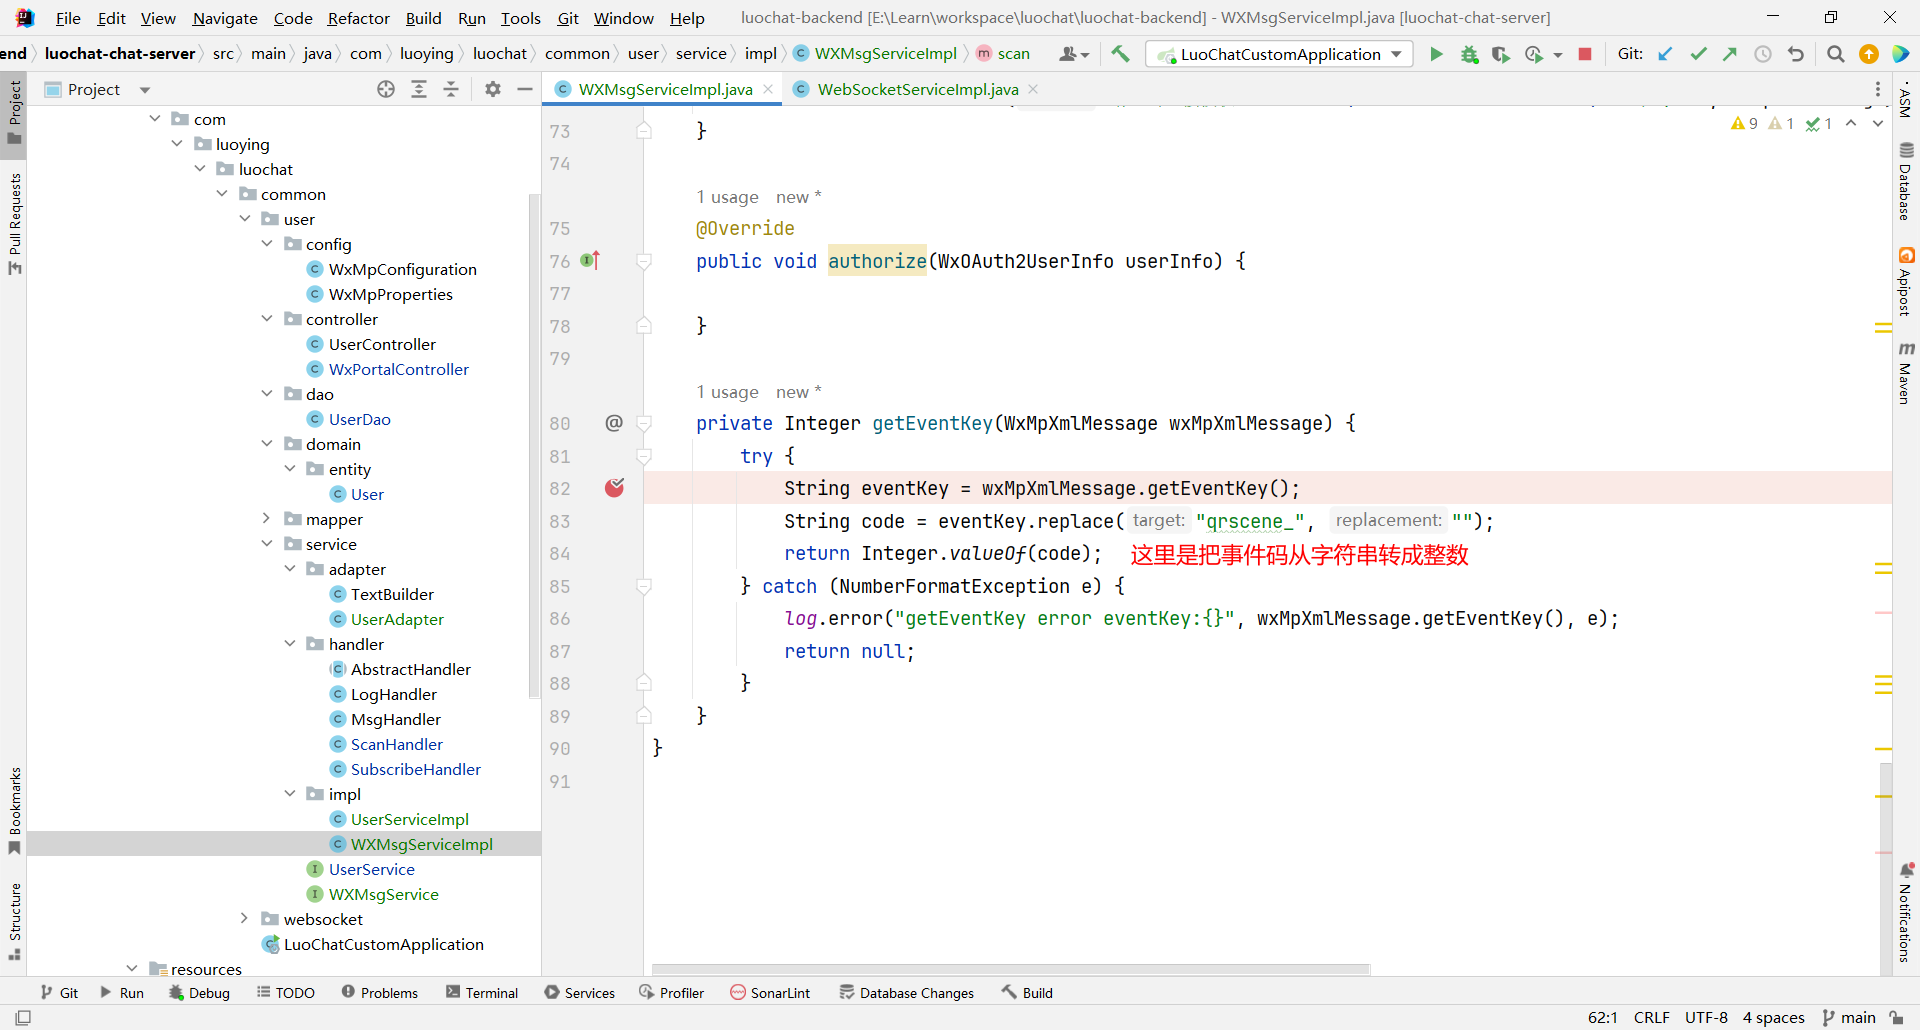 File Edit View Navigate Code Refactor Build Run Tools Git Window Help luochat-backend [E:\Learn\workspace\luochat\luochat-backend] - WXMsgServiceImpl.java [luochat-chat-server]
end luochat-chat-server src main java com luoying luochat common user service impl WXMsgServiceImpl scan LuoChatCustomApplication Git:
Project WXMsgServiceImpl.java WebSocketServiceImpl.java
9 1 1
Project
Pull Requests
Bookmarks
Structure
com
luoying
luochat
common
user
config
WxMpConfiguration
WxMpProperties
controller
UserController
WxPortalController
dao
UserDao
domain
entity
User
mapper
service
adapter
TextBuilder
UserAdapter
handler
AbstractHandler
LogHandler
MsgHandler
ScanHandler
SubscribeHandler
impl
UserServiceImpl
WXMsgServiceImpl
UserService
WXMsgService
websocket
LuoChatCustomApplication
resources
73 }
74
1 usage new *
75 @Override
76 public void authorize(WxOAuth2UserInfo userInfo) {
77
78 }
79
1 usage new *
80 @ private Integer getEventKey(WxMpXmlMessage wxMpXmlMessage) {
81 try {
82 String eventKey = wxMpXmlMessage.getEventKey();
83 String code = eventKey.replace( target: "qrscene_", replacement: "");
84 return Integer.valueOf(code); 这里是把事件码从字符串转成整数
85 } catch (NumberFormatException e) {
86 log.error("getEventKey error eventKey:{}", wxMpXmlMessage.getEventKey(), e);
87 return null;
88 }
89 }
90 }
91
ASM
Database
Apipost
Maven
Notifications
Git Run Debug TODO Problems Terminal Services Profiler SonarLint Database Changes Build
62:1 CRLF UTF-8 4 spaces main